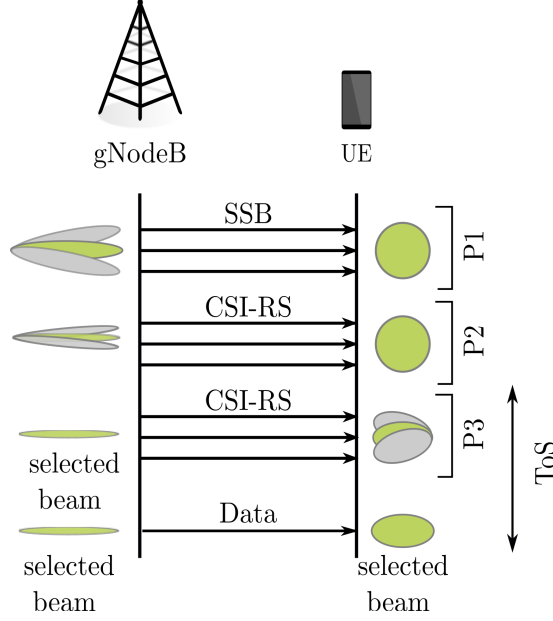 gNodeB
UE
SSB
P1
CSI-RS
P2
CSI-RS
P3
selected
beam
ToS
Data
selected
beam
selected
beam